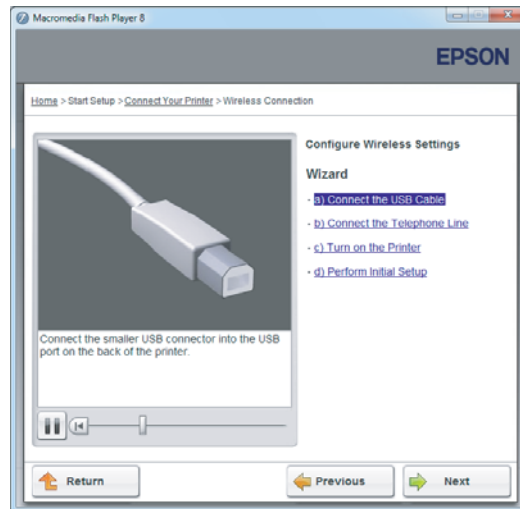 Macromedia Flash Player 8
EPSON
Home > Start Setup > Connect Your Printer > Wireless Connection
Configure Wireless Settings
Wizard
- a) Connect the USB Cable
- b) Connect the Telephone Line
- c) Turn on the Printer
- d) Perform Initial Setup
Connect the smaller USB connector into the USB
port on the back of the printer.
Return
Previous
Next